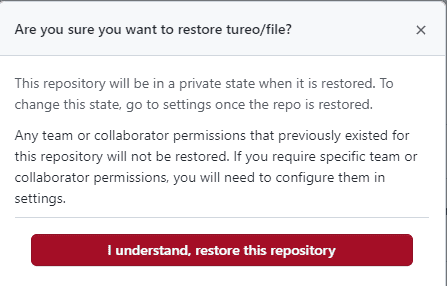 Are you sure you want to restore tureo/file?
This repository will be in a private state when it is restored. To
change this state, go to settings once the repo is restored.
Any team or collaborator permissions that previously existed for
this repository will not be restored. If you require specific team or
collaborator permissions, you will need to configure them in
settings.
I understand, restore this repository